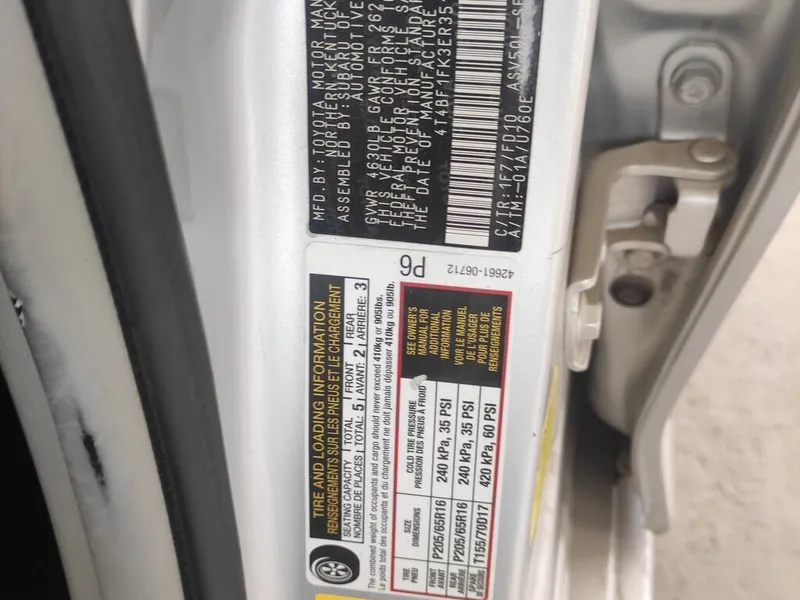 MFD. BY: TOYOTA MOTOR MAN
NORTHERN KENTUCK
ASSEMBLED BY: SUBARU OF
AUTOMOTIVE
GVWR 4630LB GAWR FR 262
THIS VEHICLE CONFORMS T
FEDERAL MOTOR VEHICLE SA
THEFT PREVENTION STANDAR
THE DATE OF MANUFACTURE
4T4BF1FK3ER35
C/TR: 1F7/FD10
A/TM: -01A/U760E
ASV50L-SE
P6
42661-06712
TIRE AND LOADING INFORMATION
RENSEIGNEMENTS SUR LES PNEUS ET LE CHARGEMENT
SEATING CAPACITY | TOTAL 5 | FRONT 2 | REAR 3
NOMBRE DE PLACES | TOTAL: | AVANT: | ARRIÈRE:
The combined weight of occupants and cargo should never exceed 410kg or 905lbs.
Le poids total des occupants et du chargement ne doit jamais dépasser 410kg ou 905lb.
TIRE PNEU
SIZE DIMENSIONS
COLD TIRE PRESSURE
PRESSION DES PNEUS À FROID
FRONT AVANT P205/65R16 240 kPa, 35 PSI
REAR ARRIÈRE P205/65R16 240 kPa, 35 PSI
SPARE DE SECOURS T155/70D17 420 kPa, 60 PSI
SEE OWNER'S
MANUAL FOR
ADDITIONAL
INFORMATION
VOIR LE MANUEL
DE L'USAGER
POUR PLUS DE
RENSEIGNEMENTS